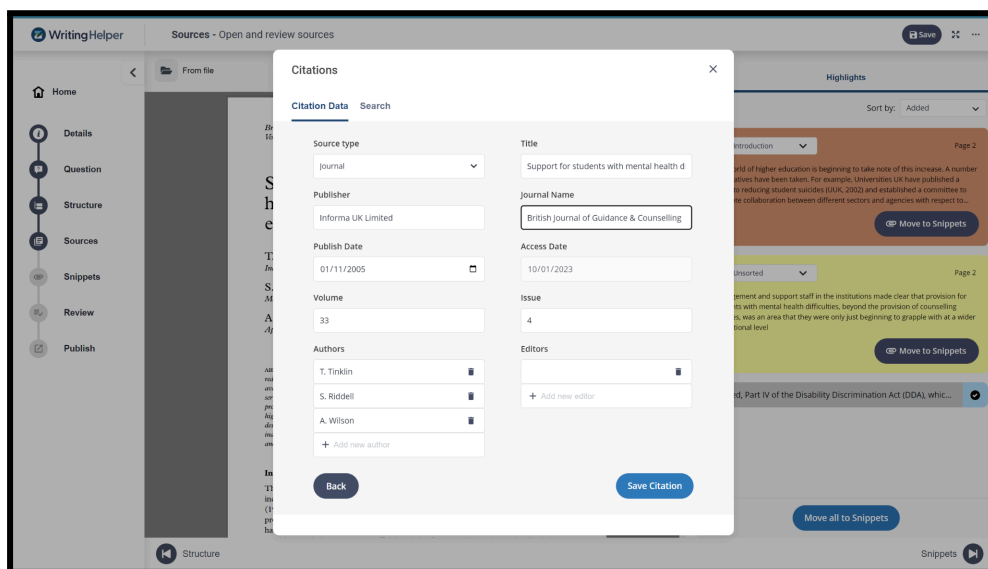 WritingHelper
Sources - Open and review sources
Save
From file
Home
Details
Question
Structure
Sources
Snippets
Review
Publish
Citations
Citation Data Search
Source type
Journal
Title
Support for students with mental health d
Publisher
Informa UK Limited
Journal Name
British Journal of Guidance & Counselling
Publish Date
01/11/2005
Access Date
10/01/2023
Volume
33
Issue
4
Authors
T. Tinklin
S. Riddell
A. Wilson
+ Add new author
Editors
+ Add new editor
Back
Save Citation
Highlights
Sort by: Added
Introduction
Page 2
orld of higher education is beginning to take note of this increase. A number
atives have been taken. For example, Universities UK have published a
to reducing student suicides (UUK, 2002) and established a committee to
te collaboration between different sectors and agencies with respect to...
Move to Snippets
Unsorted
Page 2
gement and support staff in the institutions made clear that provision for
nts with mental health difficulties, beyond the provision of counselling
es, was an area that they were only just beginning to grapple with at a wider
tional level
Move to Snippets
ed, Part IV of the Disability Discrimination Act (DDA), whic...
Move all to Snippets
Structure
Snippets